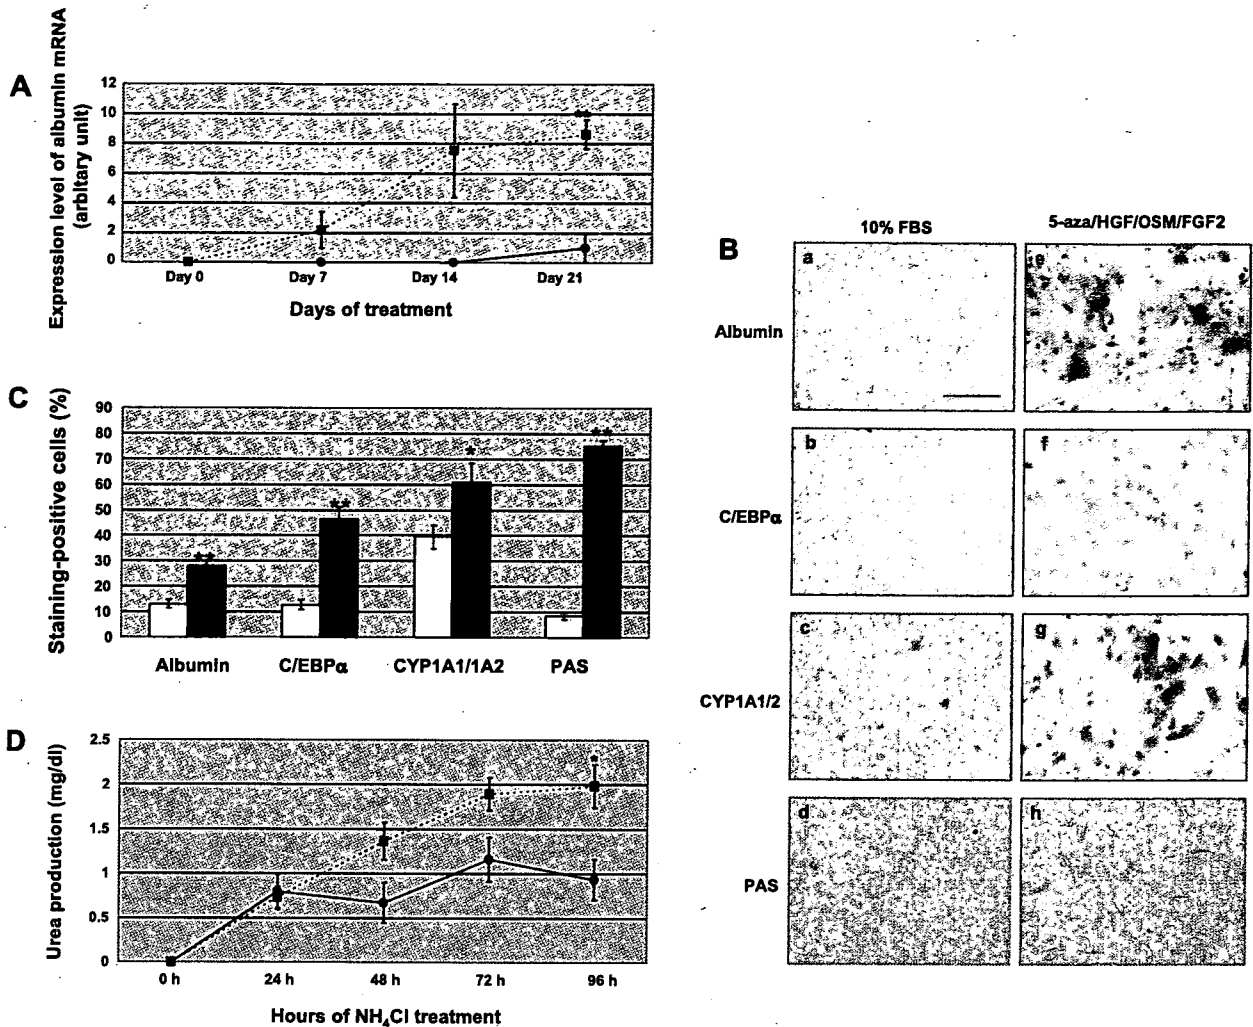 A
Expression level of albumin mRNA
(arbitary unit)
12
10
8
6
4
2
0
**
Day 0 Day 7 Day 14 Day 21
Days of treatment
C
Staining-positive cells (%)
90
80
70
60
50
40
30
20
10
0
** ** * **
Albumin C/EBPα CYP1A1/1A2 PAS
D
Urea production (mg/dl)
2.5
2
1.5
1
0.5
0
*
0 h 24 h 48 h 72 h 96 h
Hours of NH₄Cl treatment
B
10% FBS 5-aza/HGF/OSM/FGF2
Albumin a e
C/EBPα b f
CYP1A1/2 c g
PAS d h